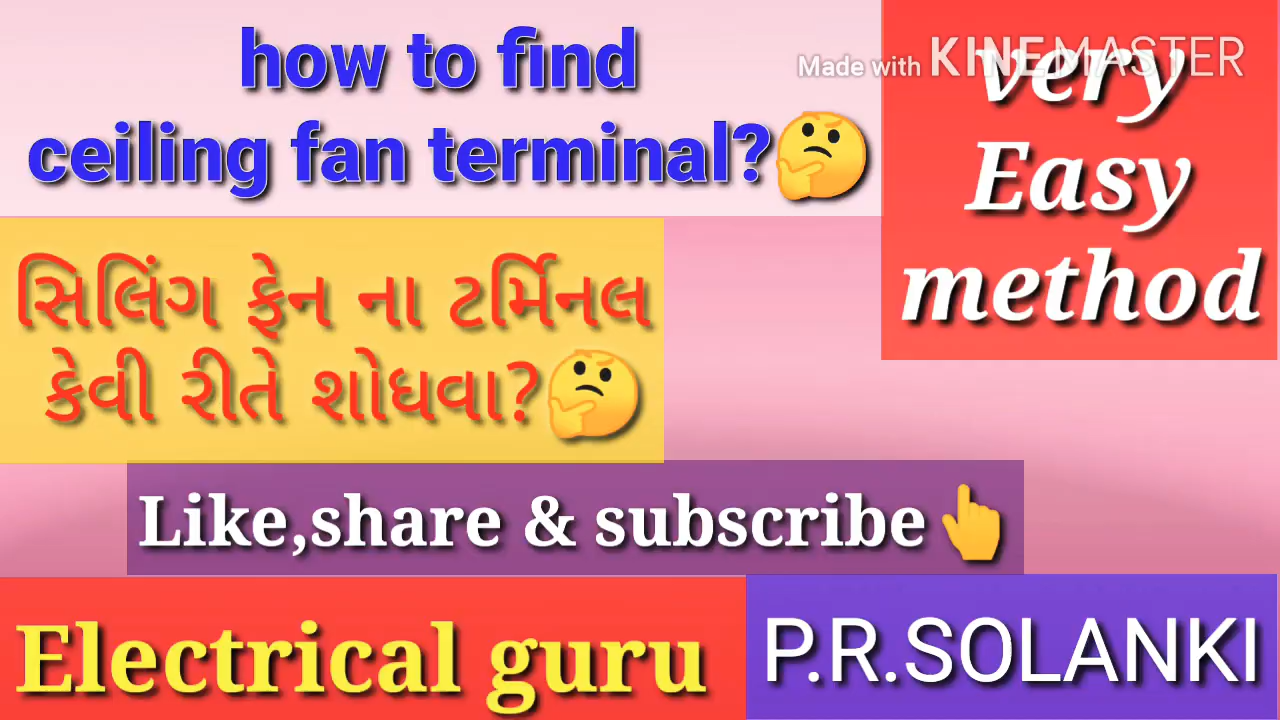 how to find
ceiling fan terminal?🤔
Made with KINEMASTER
very
Easy
method
સિલિંગ ફેન ના ટર્મિનલ
કેવી રીતે શોધવા?🤔
Like,share & subscribe👆
Electrical guru
P.R.SOLANKI